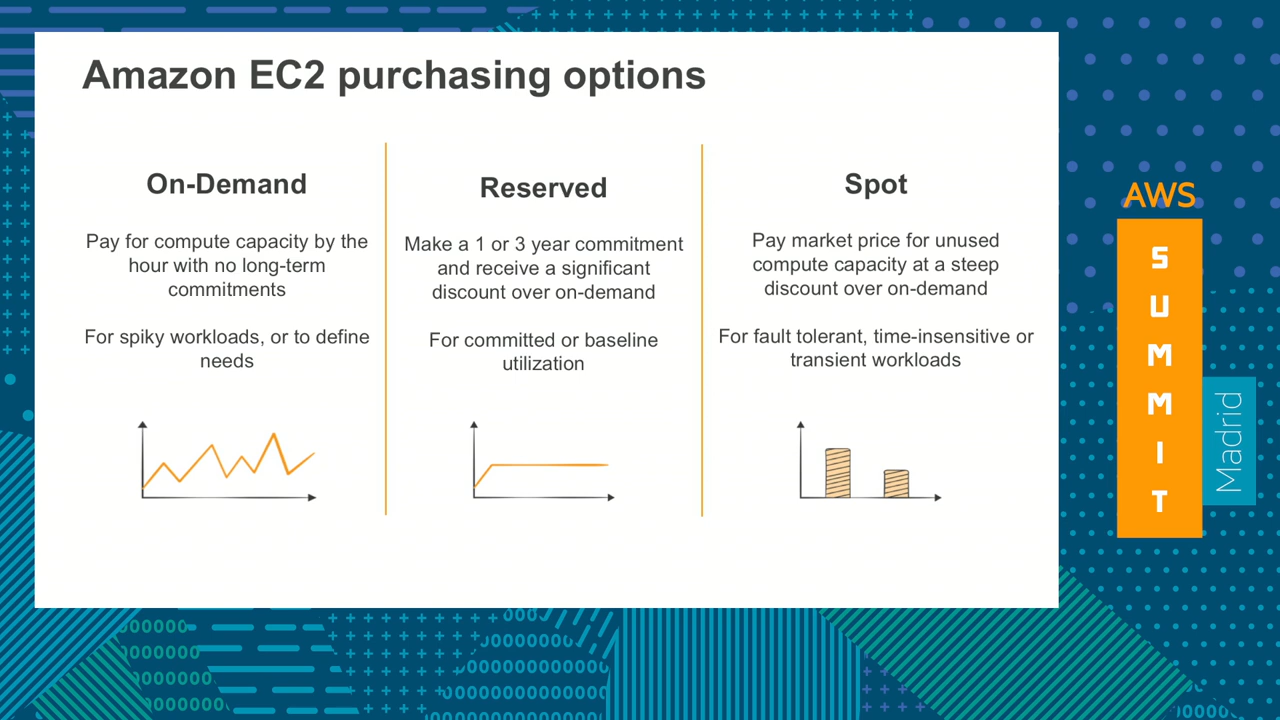 Amazon EC2 purchasing options
On-Demand
Pay for compute capacity by the
hour with no long-term
commitments
For spiky workloads, or to define
needs
Reserved
Make a 1 or 3 year commitment
and receive a significant
discount over on-demand
For committed or baseline
utilization
Spot
Pay market price for unused
compute capacity at a steep
discount over on-demand
For fault tolerant, time-insensitive or
transient workloads
AWS
SUMMIT
Madrid